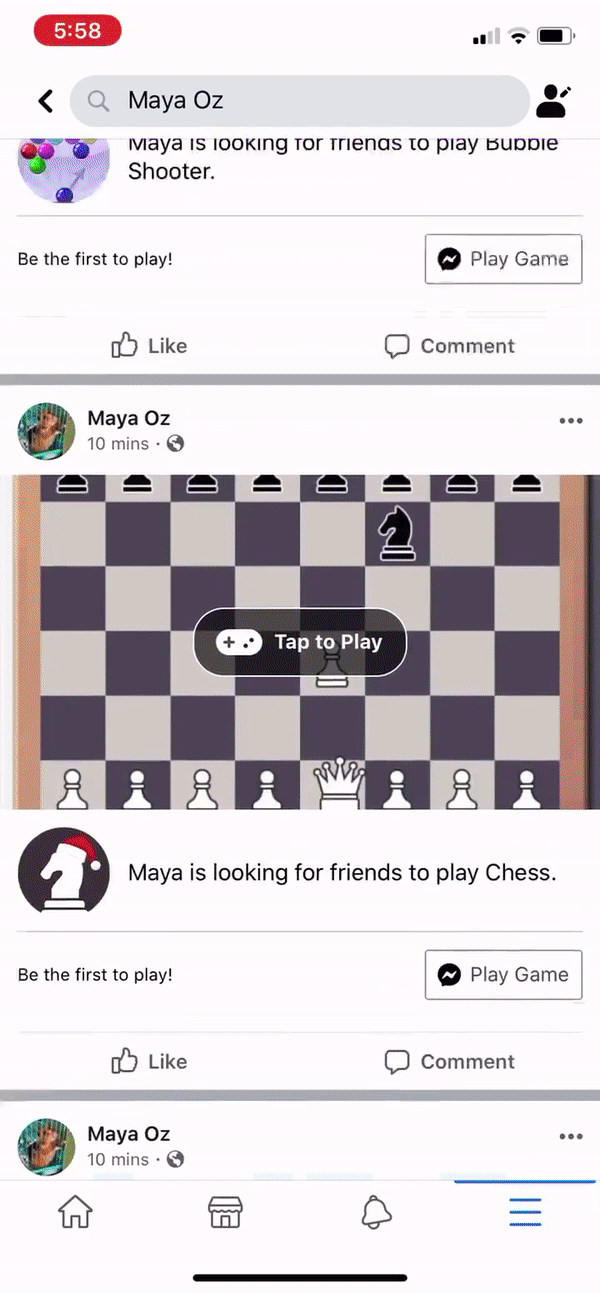 5:58
Maya Oz
Maya is looking for friends to play Bubble
Shooter.
Be the first to play!
Play Game
Like
Comment
Maya Oz
10 mins ·
Tap to Play
Maya is looking for friends to play Chess.
Be the first to play!
Play Game
Like
Comment
Maya Oz
10 mins ·